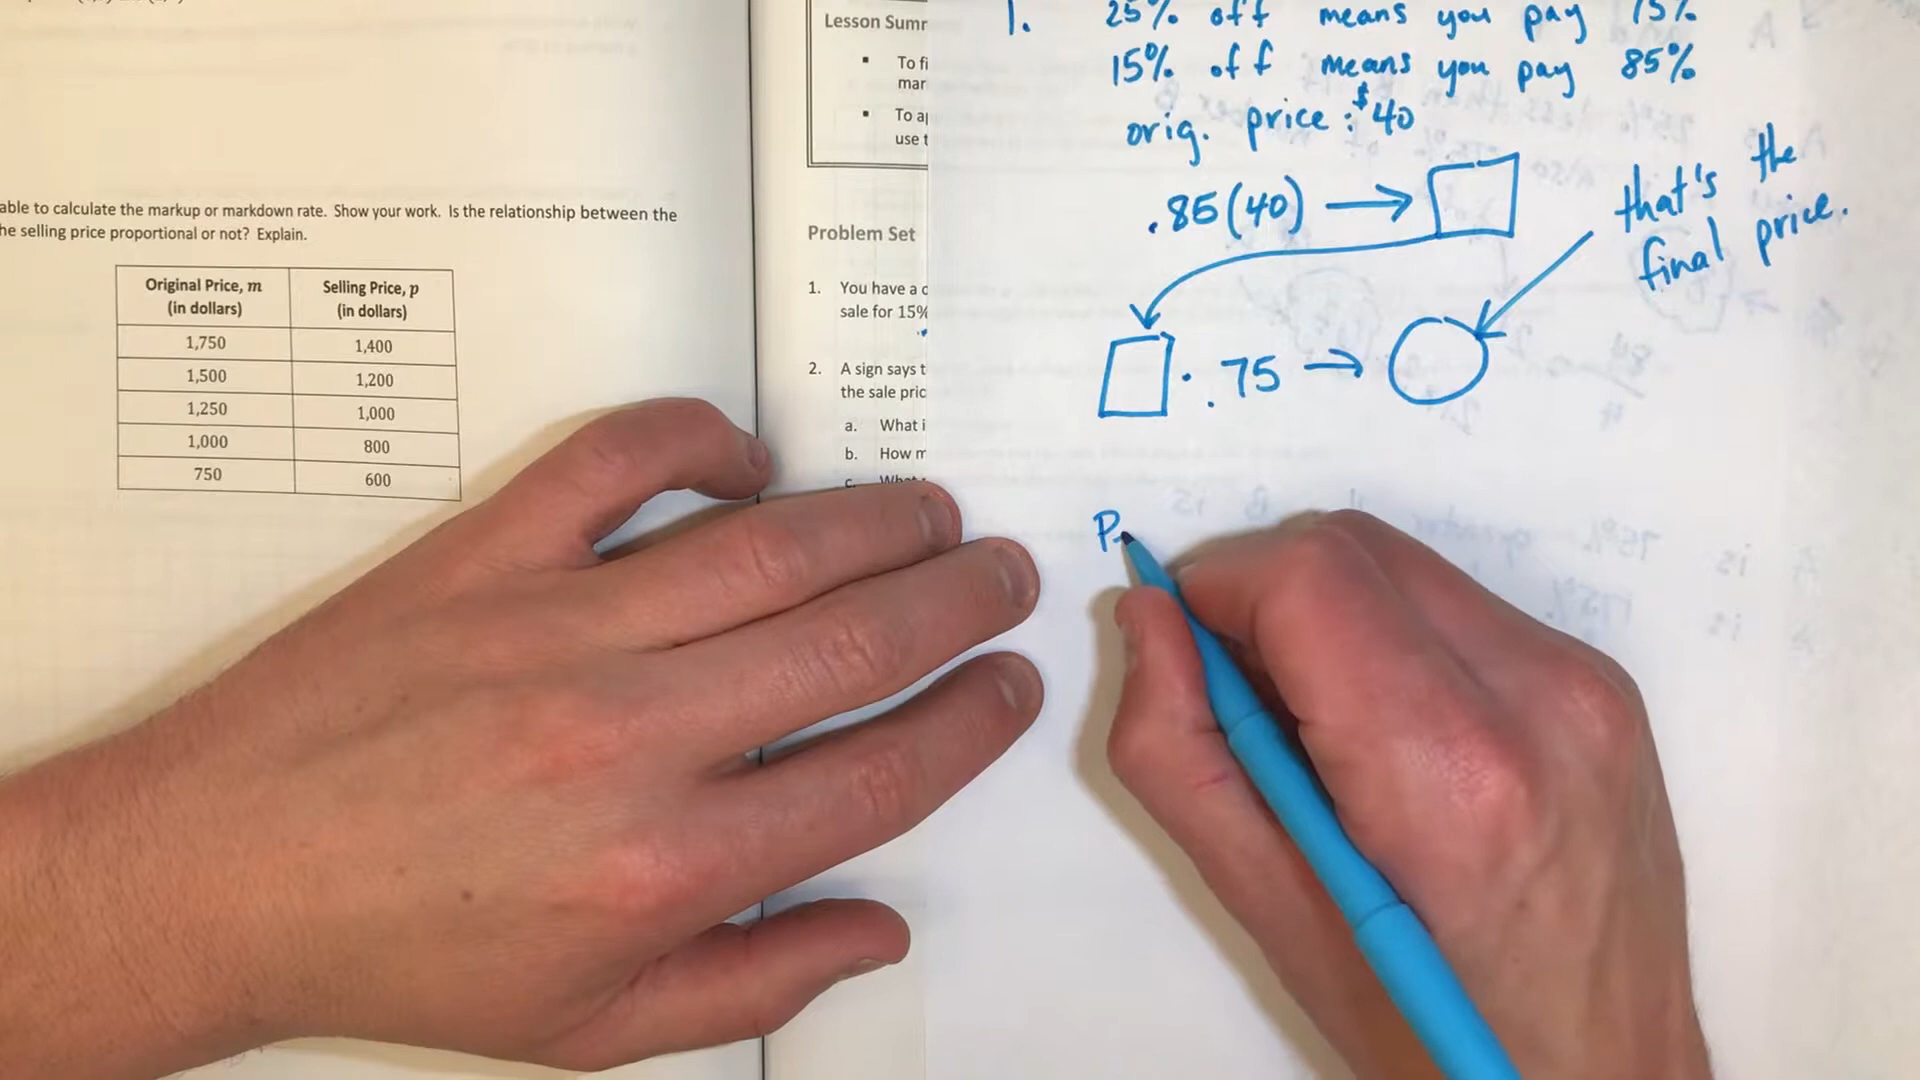 able to calculate the markup or markdown rate. Show your work. Is the relationship between the
he selling price proportional or not? Explain.
Original Price, m
(in dollars)
Selling Price, p
(in dollars)
1,750
1,400
1,500
1,200
1,250
1,000
1,000
800
750
600
Lesson Summ
▪ To fi
mar
▪ To ap
use t
Problem Set
1. You have a c
sale for 15%
2. A sign says t
the sale pric
a. What i
b. How m
c. What
1. 25% off means you pay 75%
15% off means you pay 85%
orig. price : $40
.85(40) →
that's the
final price.
· .75 →
P